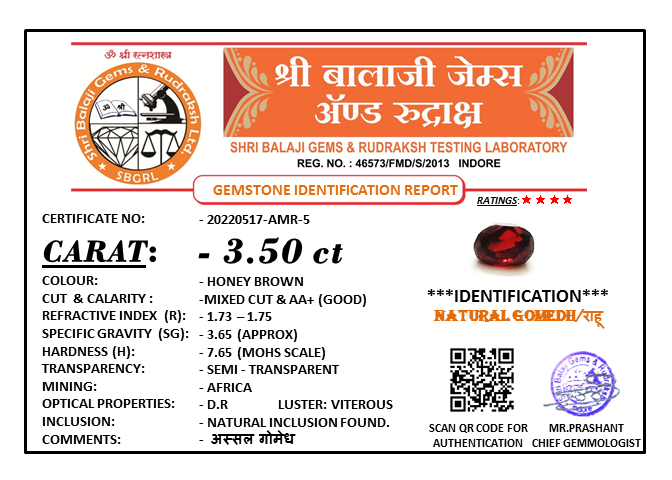 ॐ श्री रत्नशास्त्र
Shri Balaji Gems & Rudraksh Ltd.
SBGRL
श्री बालाजी जेम्स
ॲण्ड रुद्राक्ष
SHRI BALAJI GEMS & RUDRAKSH TESTING LABORATORY
REG. NO. : 46573/FMD/S/2013 INDORE
GEMSTONE IDENTIFICATION REPORT
RATINGS: ★ ★ ★ ★
CERTIFICATE NO: - 20220517-AMR-5
CARAT: - 3.50 ct
COLOUR: - HONEY BROWN
CUT & CALARITY : -MIXED CUT & AA+ (GOOD)
REFRACTIVE INDEX (R): - 1.73 – 1.75
SPECIFIC GRAVITY (SG): - 3.65 (APPROX)
HARDNESS (H): - 7.65 (MOHS SCALE)
TRANSPARENCY: - SEMI - TRANSPARENT
MINING: - AFRICA
OPTICAL PROPERTIES: - D.R LUSTER: VITEROUS
INCLUSION: - NATURAL INCLUSION FOUND.
COMMENTS: - अस्सल गोमेध
***IDENTIFICATION***
NATURAL GOMEDH/राहू
Shri Balaji Gems & Rudraksh
SCAN QR CODE FOR
AUTHENTICATION
MR.PRASHANT
CHIEF GEMMOLOGIST